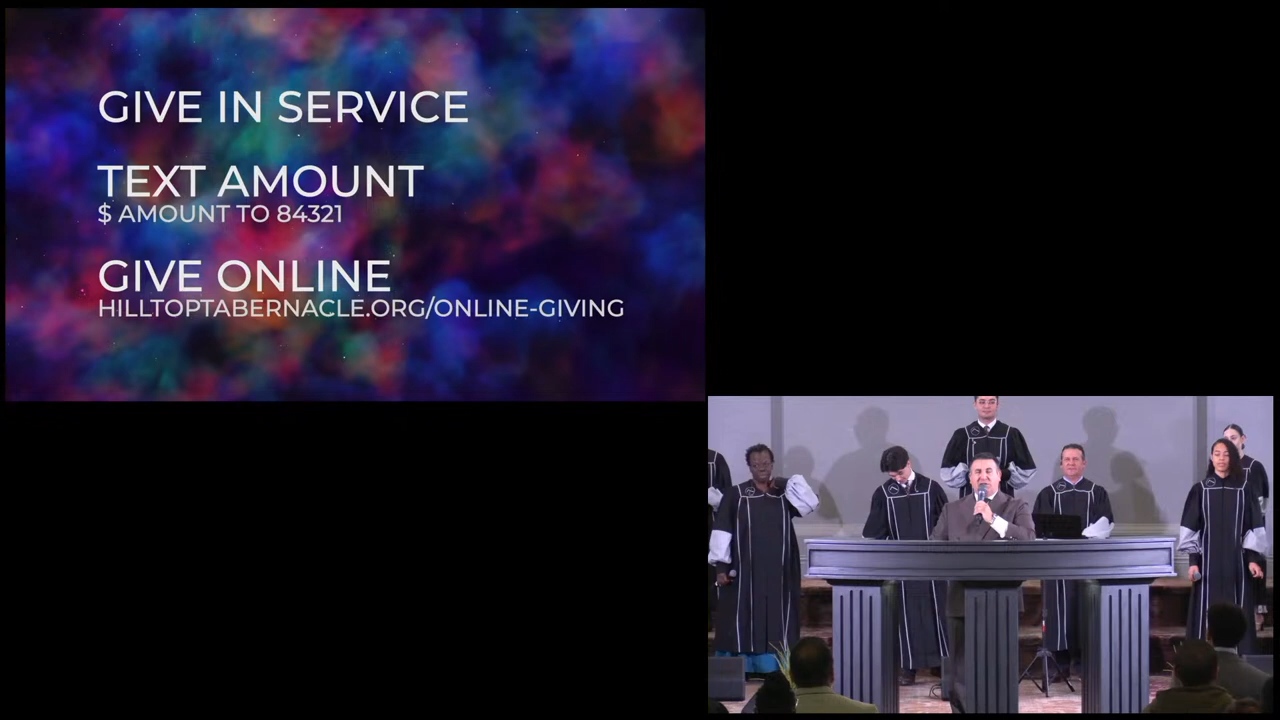 GIVE IN SERVICE
TEXT AMOUNT
$ AMOUNT TO 84321
GIVE ONLINE
HILLTOPTABERNACLE.ORG/ONLINE-GIVING